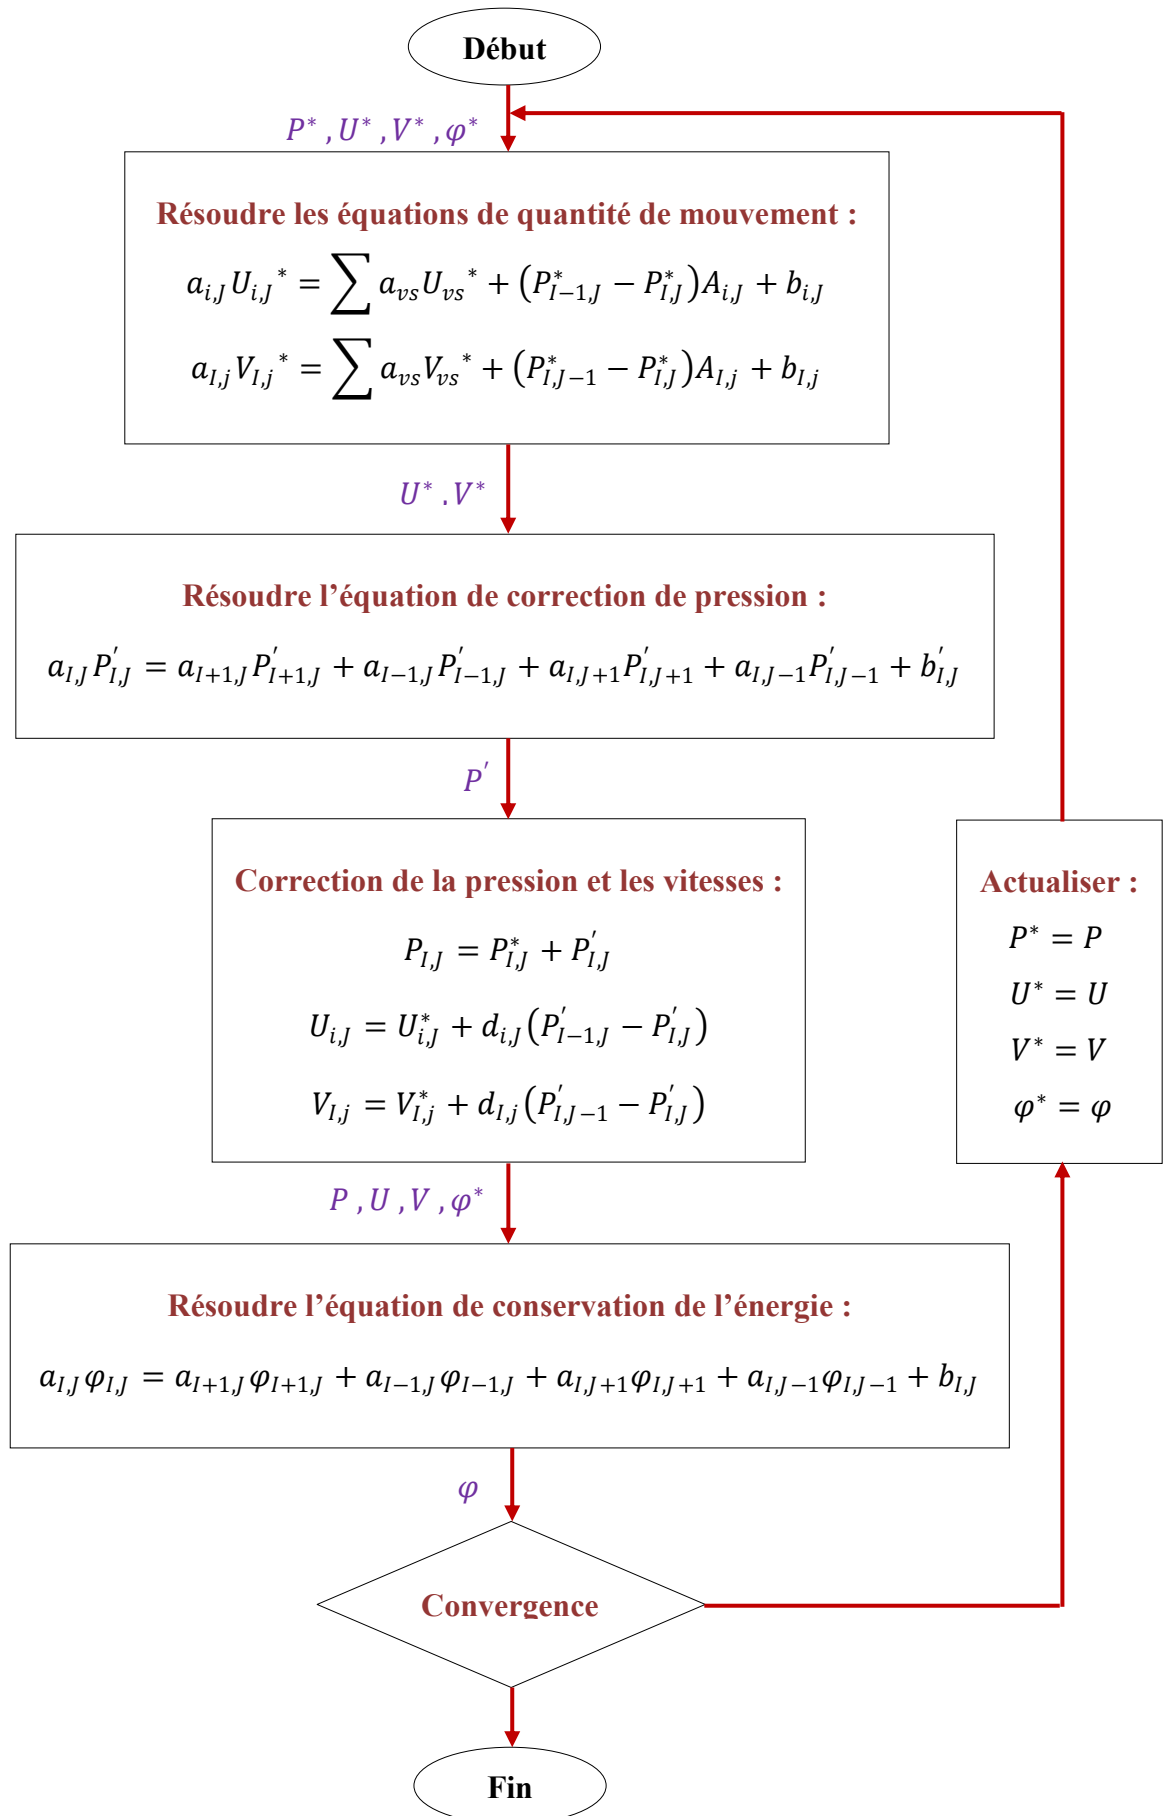 Début
P* , U* , V* , φ*
Résoudre les équations de quantité de mouvement :
a_{i,J} U_{i,J}* = ∑ a_{vs} U_{vs}* + (P*_{I−1,J} − P*_{I,J}) A_{i,J} + b_{i,J}
a_{I,j} V_{I,j}* = ∑ a_{vs} V_{vs}* + (P*_{I,J−1} − P*_{I,J}) A_{I,j} + b_{I,j}
U* . V*
Résoudre l’équation de correction de pression :
a_{I,J} P'_{I,J} = a_{I+1,J} P'_{I+1,J} + a_{I−1,J} P'_{I−1,J} + a_{I,J+1} P'_{I,J+1} + a_{I,J−1} P'_{I,J−1} + b'_{I,J}
P'
Correction de la pression et les vitesses :
P_{I,J} = P*_{I,J} + P'_{I,J}
U_{i,J} = U*_{i,J} + d_{i,J} (P'_{I−1,J} − P'_{I,J})
V_{I,j} = V*_{I,j} + d_{I,j} (P'_{I,J−1} − P'_{I,J})
Actualiser :
P* = P
U* = U
V* = V
φ* = φ
P , U , V , φ*
Résoudre l’équation de conservation de l’énergie :
a_{I,J} φ_{I,J} = a_{I+1,J} φ_{I+1,J} + a_{I−1,J} φ_{I−1,J} + a_{I,J+1} φ_{I,J+1} + a_{I,J−1} φ_{I,J−1} + b_{I,J}
φ
Convergence
Fin